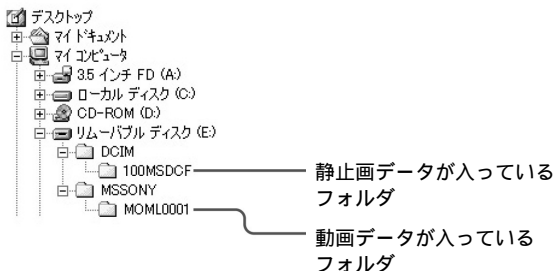 デスクトップ
マイ ドキュメント
マイ コンピュータ
3.5 インチ FD (A:)
ローカル ディスク (C:)
CD-ROM (D:)
リムーバブル ディスク (E:)
DCIM
100MSDCF
静止画データが入っている
フォルダ
MSSONY
MOML0001
動画データが入っている
フォルダ